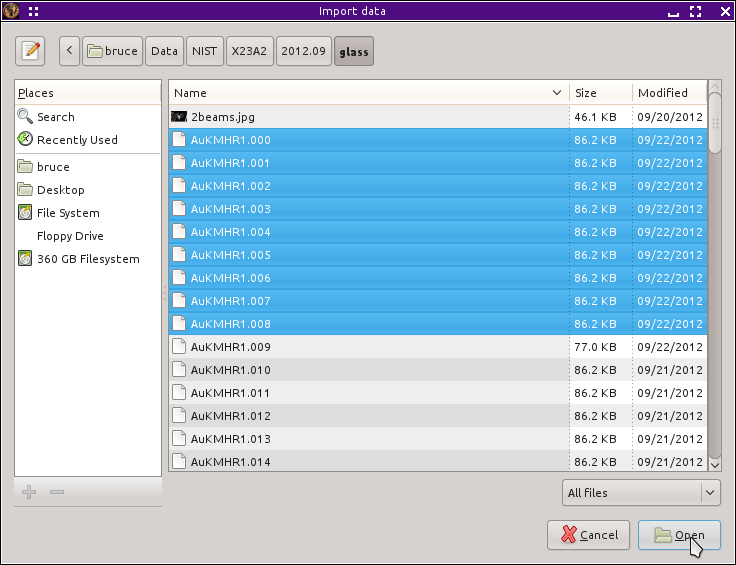 Import data
< bruce Data NIST X23A2 2012.09 glass
Places
Search
Recently Used
bruce
Desktop
File System
Floppy Drive
360 GB Filesystem
Name Size Modified
2beams.jpg 46.1 KB 09/20/2012
AuKMHR1.000 86.2 KB 09/22/2012
AuKMHR1.001 86.2 KB 09/22/2012
AuKMHR1.002 86.2 KB 09/22/2012
AuKMHR1.003 86.2 KB 09/22/2012
AuKMHR1.004 86.2 KB 09/22/2012
AuKMHR1.005 86.2 KB 09/22/2012
AuKMHR1.006 86.2 KB 09/22/2012
AuKMHR1.007 86.2 KB 09/22/2012
AuKMHR1.008 86.2 KB 09/22/2012
AuKMHR1.009 77.0 KB 09/22/2012
AuKMHR1.010 86.2 KB 09/21/2012
AuKMHR1.011 86.2 KB 09/21/2012
AuKMHR1.012 86.2 KB 09/21/2012
AuKMHR1.013 86.2 KB 09/21/2012
AuKMHR1.014 86.2 KB 09/21/2012
All files
Cancel Open